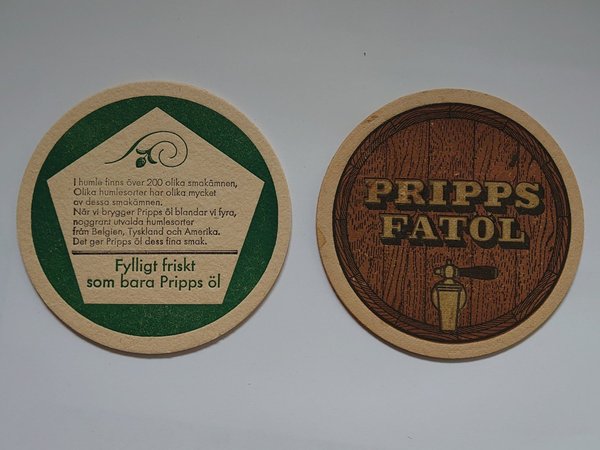 I humle finns över 200 olika smakämnen,
Olika humlesorter har olika mycket
av dessa smakämnen.
När vi brygger Pripps öl blandar vi fyra,
noggrant utvalda humlesorter
från Belgien, Tyskland och Amerika.
Det ger Pripps öl dess fina smak.
Fylligt friskt
som bara Pripps öl
PRIPPS
FATÖL